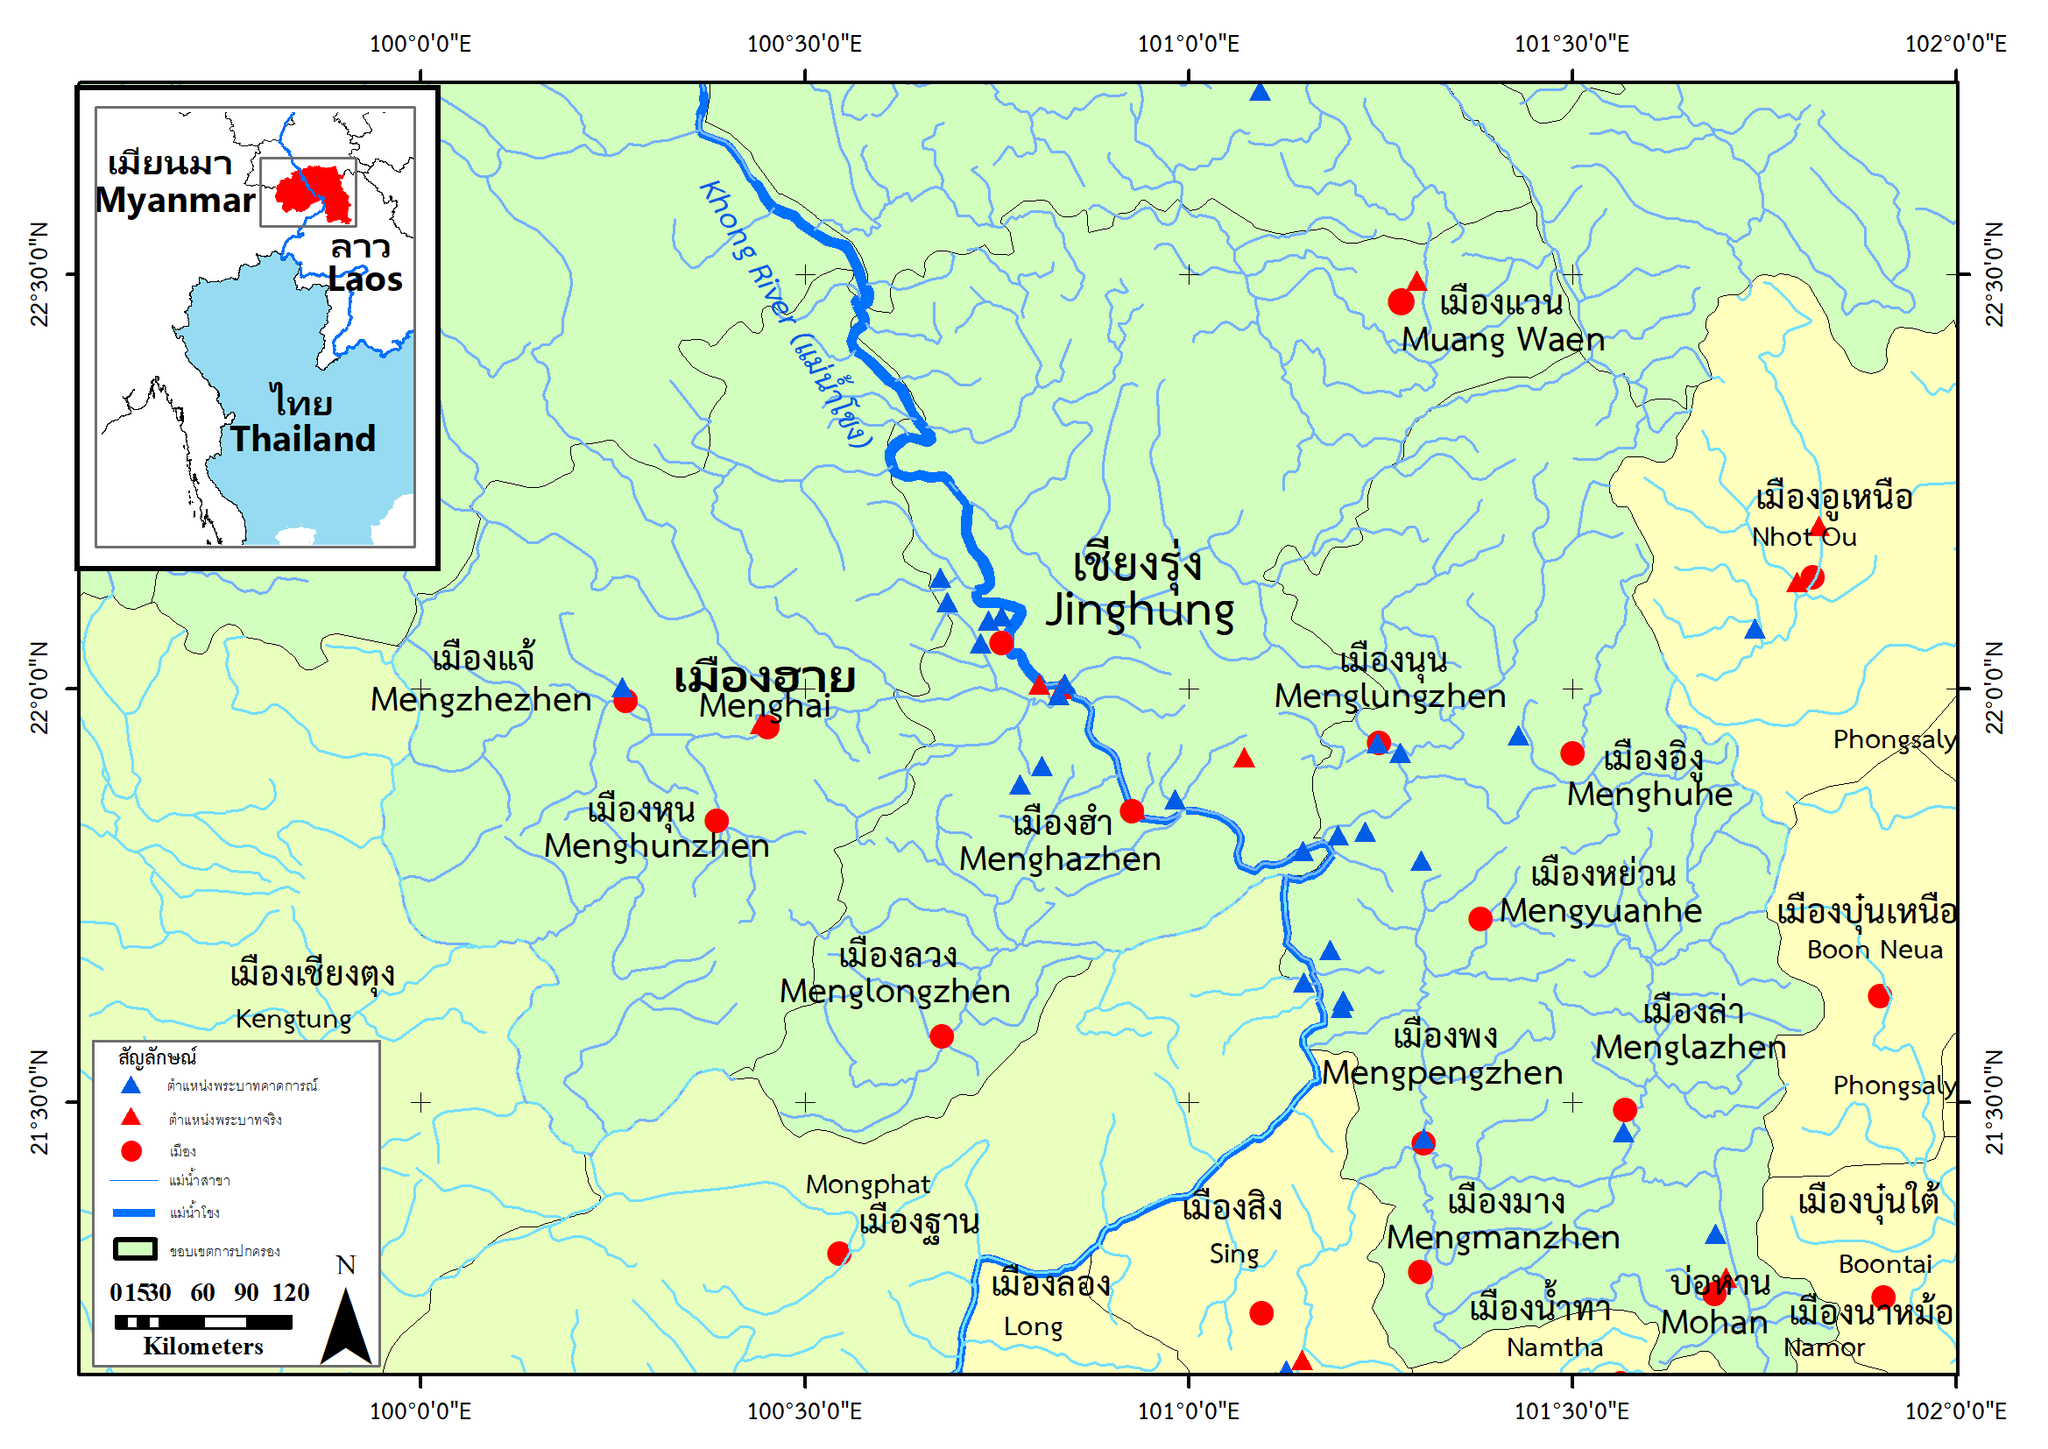 100°0'0"E
100°30'0"E
101°0'0"E
101°30'0"E
102°0'0"E
22°30'0"N
22°0'0"N
21°30'0"N
22°30'0"N
22°0'0"N
21°30'0"N
เมียนมา
Myanmar
ลาว
Laos
ไทย
Thailand
Khong River (แม่น้ำโขง)
เมืองแวน
Muang Waen
เมืองอูเหนือ
Nhot Ou
เชียงรุ่ง
Jinghung
เมืองแจ้
Mengzhezhen
เมืองฮาย
Menghai
เมืองนุน
Menglungzhen
Phongsaly
เมืองอิงู
Menghuhe
เมืองหุน
Menghunzhen
เมืองฮำ
Menghazhen
เมืองหย่วน
Mengyuanhe
เมืองบุ๋นเหนือ
Boon Neua
เมืองเชียงตุง
Kengtung
เมืองลวง
Menglongzhen
เมืองล่า
Menglazhen
เมืองพง
Mengpengzhen
Phongsaly
Mongphat
เมืองฐาน
เมืองสิง
Sing
เมืองมาง
Mengmanzhen
เมืองบุ๋นใต้
Boontai
เมืองลอง
Long
เมืองน้ำทา
Namtha
บ่อหาน
Mohan
เมืองนาหม้อ
Namor
สัญลักษณ์
ตำแหน่งพระบาทคาดการณ์
ตำแหน่งพระบาทจริง
เมือง
แม่น้ำสาขา
แม่น้ำโขง
ขอบเขตการปกครอง
N
0 15 30 60 90 120
Kilometers
100°0'0"E
100°30'0"E
101°0'0"E
101°30'0"E
102°0'0"E